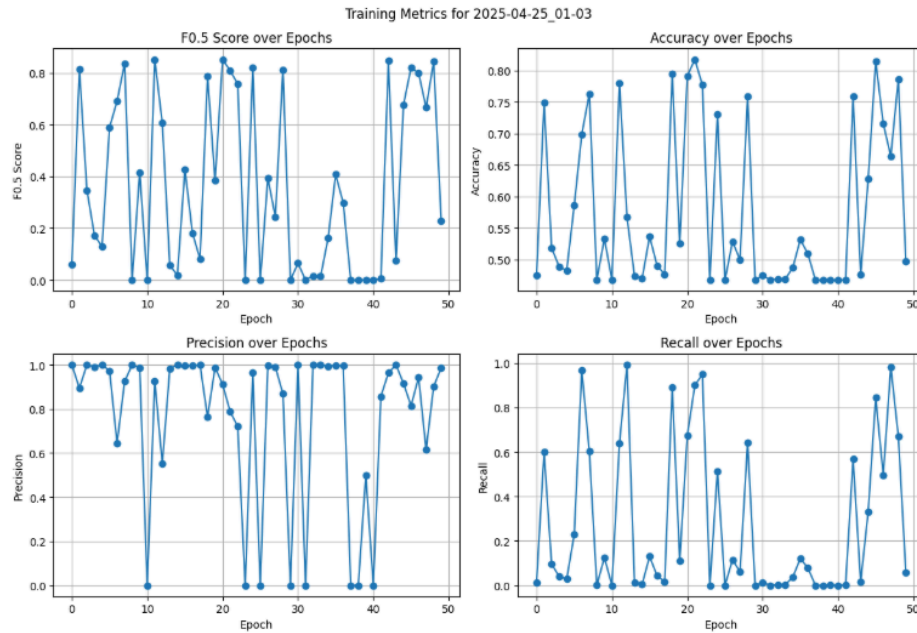 Training Metrics for 2025-04-25_01-03
F0.5 Score over Epochs
F0.5 Score
0.8
0.6
0.4
0.2
0.0
0 10 20 30 40 50
Epoch
Accuracy over Epochs
Accuracy
0.80
0.75
0.70
0.65
0.60
0.55
0.50
0 10 20 30 40 50
Epoch
Precision over Epochs
Precision
1.0
0.8
0.6
0.4
0.2
0.0
0 10 20 30 40 50
Epoch
Recall over Epochs
Recall
1.0
0.8
0.6
0.4
0.2
0.0
0 10 20 30 40 50
Epoch